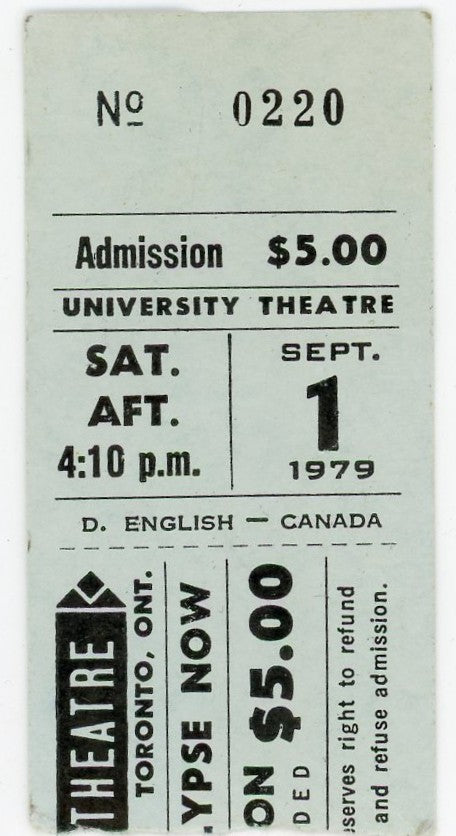 Nº 0220
Admission $5.00
UNIVERSITY THEATRE
SAT.
AFT.
4:10 p.m.
SEPT.
1
1979
D. ENGLISH — CANADA
THEATRE
TORONTO, ONT.
YPSE NOW
ON $5.00
DED
serves right to refund
and refuse admission.